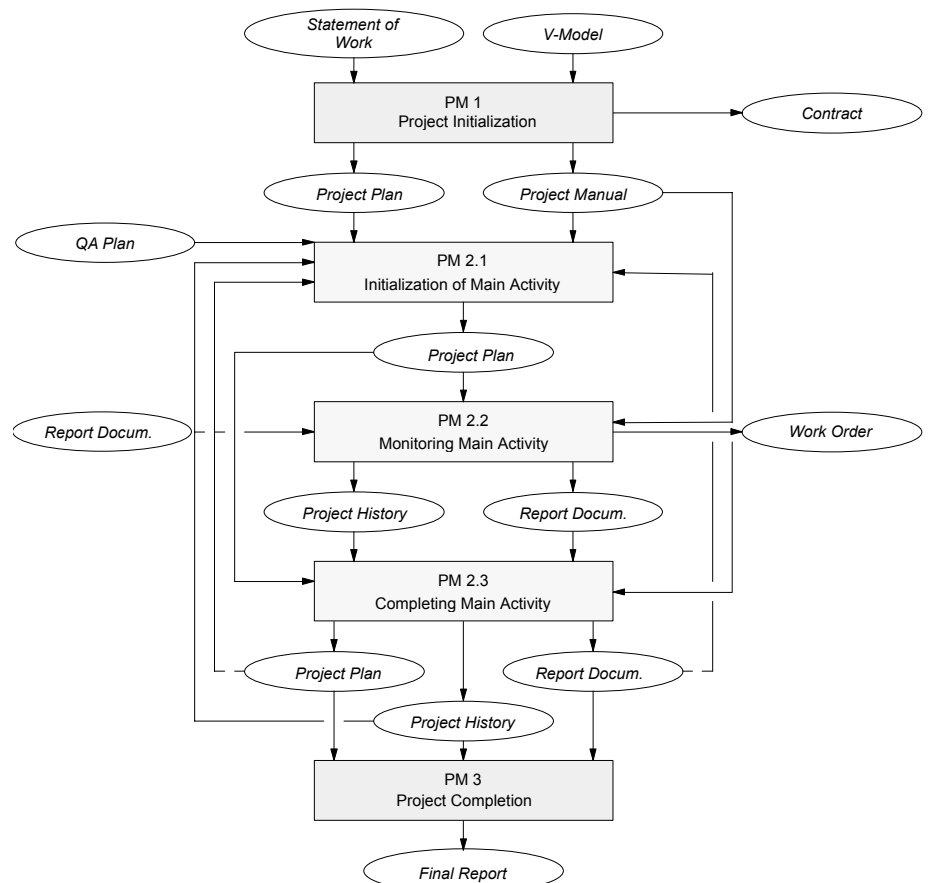 Statement of
Work
V-Model
PM 1
Project Initialization
Contract
Project Plan
Project Manual
QA Plan
PM 2.1
Initialization of Main Activity
Project Plan
Report Docum.
PM 2.2
Monitoring Main Activity
Work Order
Project History
Report Docum.
PM 2.3
Completing Main Activity
Project Plan
Report Docum.
Project History
PM 3
Project Completion
Final Report